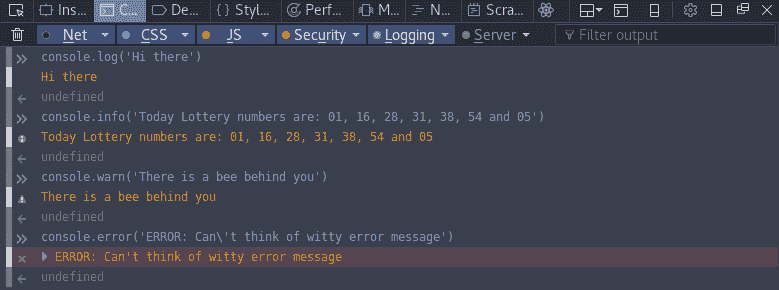 Ins... C... De... {} Styl... Perf... M... N... Scra...
Net CSS JS Security Logging Server Filter output
console.log('Hi there')
Hi there
undefined
console.info('Today Lottery numbers are: 01, 16, 28, 31, 38, 54 and 05')
Today Lottery numbers are: 01, 16, 28, 31, 38, 54 and 05
undefined
console.warn('There is a bee behind you')
There is a bee behind you
undefined
console.error('ERROR: Can\'t think of witty error message')
ERROR: Can't think of witty error message
undefined